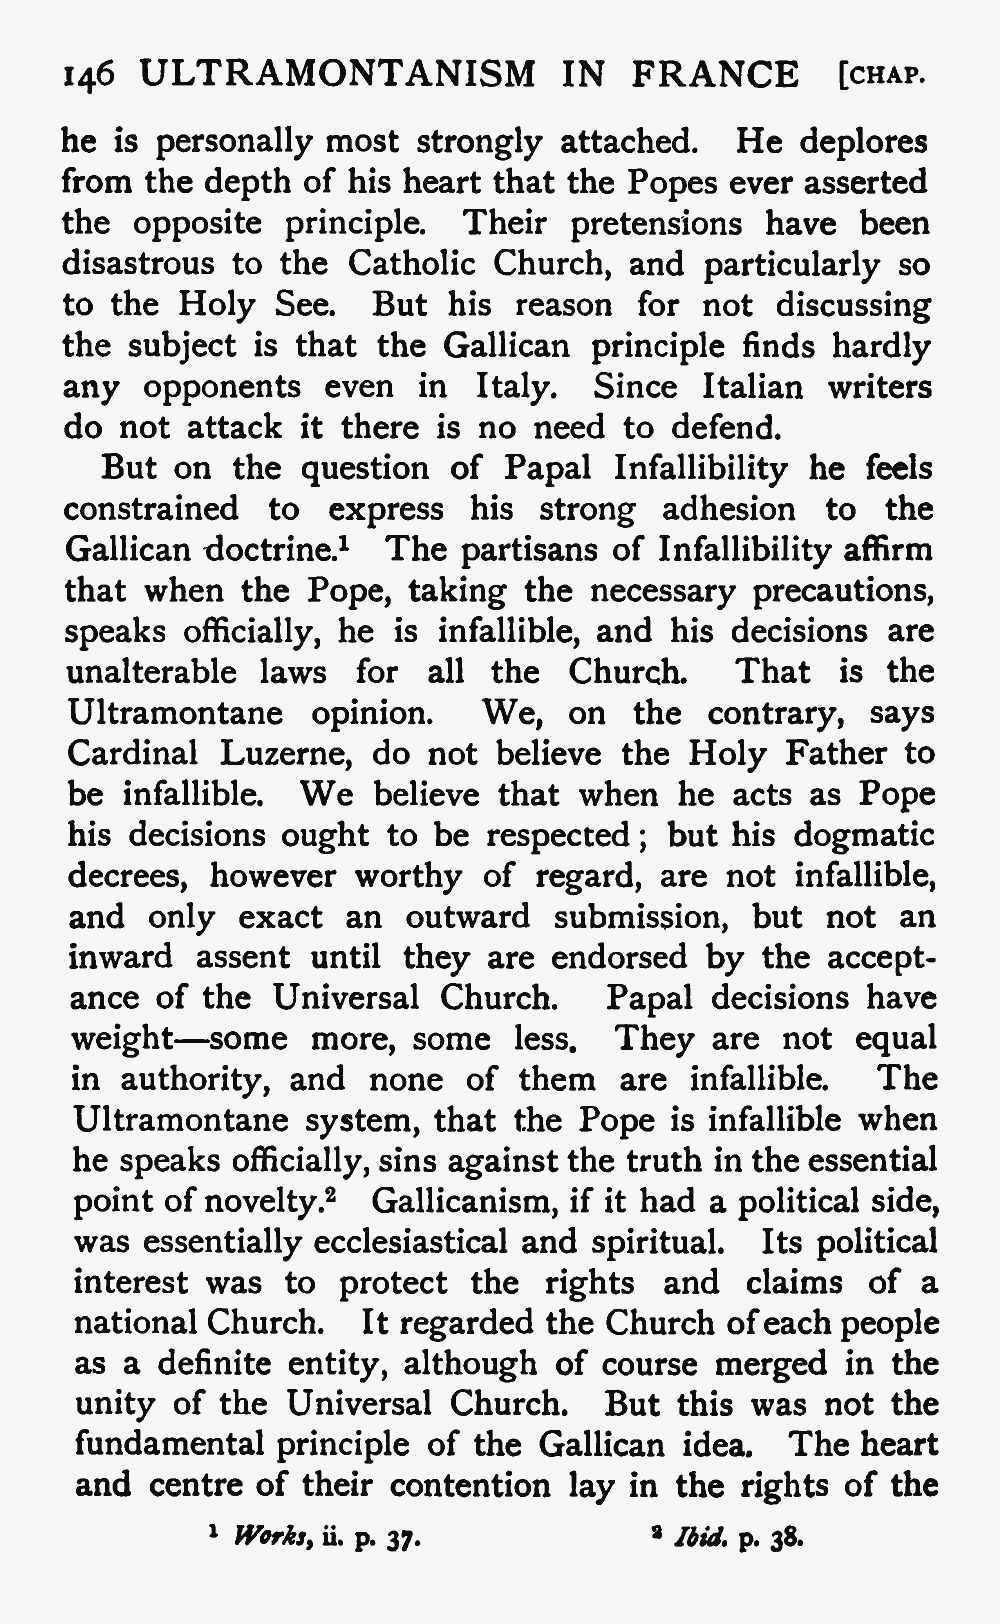 146 ULTRAMONTANISM IN FRANCE [CHAP.
he is personally most strongly attached. He deplores
from the depth of his heart that the Popes ever asserted
the opposite principle. Their pretensions have been
disastrous to the Catholic Church, and particularly so
to the Holy See. But his reason for not discussing
the subject is that the Gallican principle finds hardly
any opponents even in Italy. Since Italian writers
do not attack it there is no need to defend.
But on the question of Papal Infallibility he feels
constrained to express his strong adhesion to the
Gallican doctrine.¹ The partisans of Infallibility affirm
that when the Pope, taking the necessary precautions,
speaks officially, he is infallible, and his decisions are
unalterable laws for all the Church. That is the
Ultramontane opinion. We, on the contrary, says
Cardinal Luzerne, do not believe the Holy Father to
be infallible. We believe that when he acts as Pope
his decisions ought to be respected; but his dogmatic
decrees, however worthy of regard, are not infallible,
and only exact an outward submission, but not an
inward assent until they are endorsed by the accept-
ance of the Universal Church. Papal decisions have
weight—some more, some less. They are not equal
in authority, and none of them are infallible. The
Ultramontane system, that the Pope is infallible when
he speaks officially, sins against the truth in the essential
point of novelty.² Gallicanism, if it had a political side,
was essentially ecclesiastical and spiritual. Its political
interest was to protect the rights and claims of a
national Church. It regarded the Church of each people
as a definite entity, although of course merged in the
unity of the Universal Church. But this was not the
fundamental principle of the Gallican idea. The heart
and centre of their contention lay in the rights of the
¹ Works, ii. p. 37. ² Ibid. p. 38.